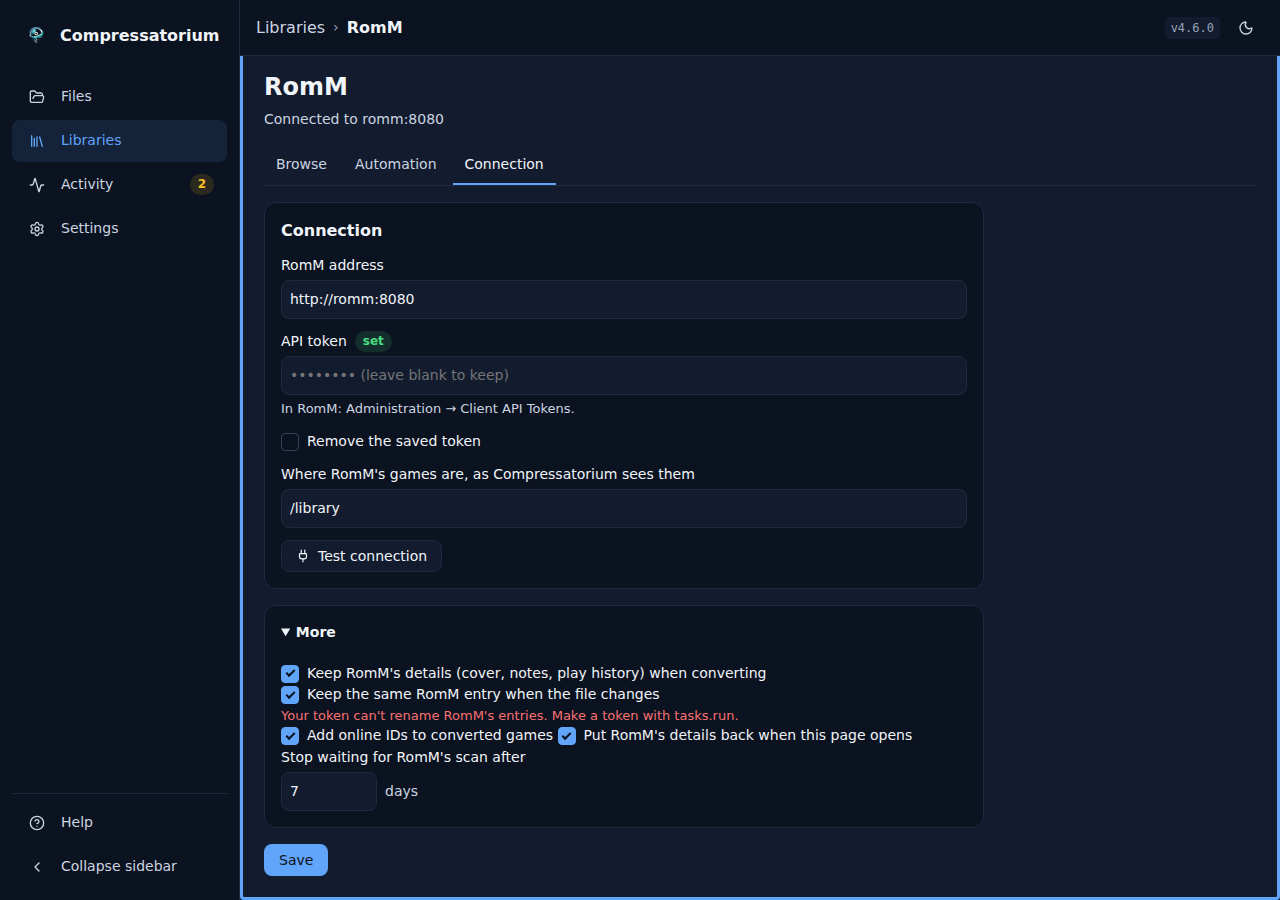 Compressatorium
Libraries › RomM
v4.6.0
Files
Libraries
Activity 2
Settings
Help
Collapse sidebar
RomM
Connected to romm:8080
Browse Automation Connection
Connection
RomM address
http://romm:8080
API token set
•••••••• (leave blank to keep)
In RomM: Administration → Client API Tokens.
Remove the saved token
Where RomM's games are, as Compressatorium sees them
/library
Test connection
▼ More
Keep RomM's details (cover, notes, play history) when converting
Keep the same RomM entry when the file changes
Your token can't rename RomM's entries. Make a token with tasks.run.
Add online IDs to converted games Put RomM's details back when this page opens
Stop waiting for RomM's scan after
7 days
Save